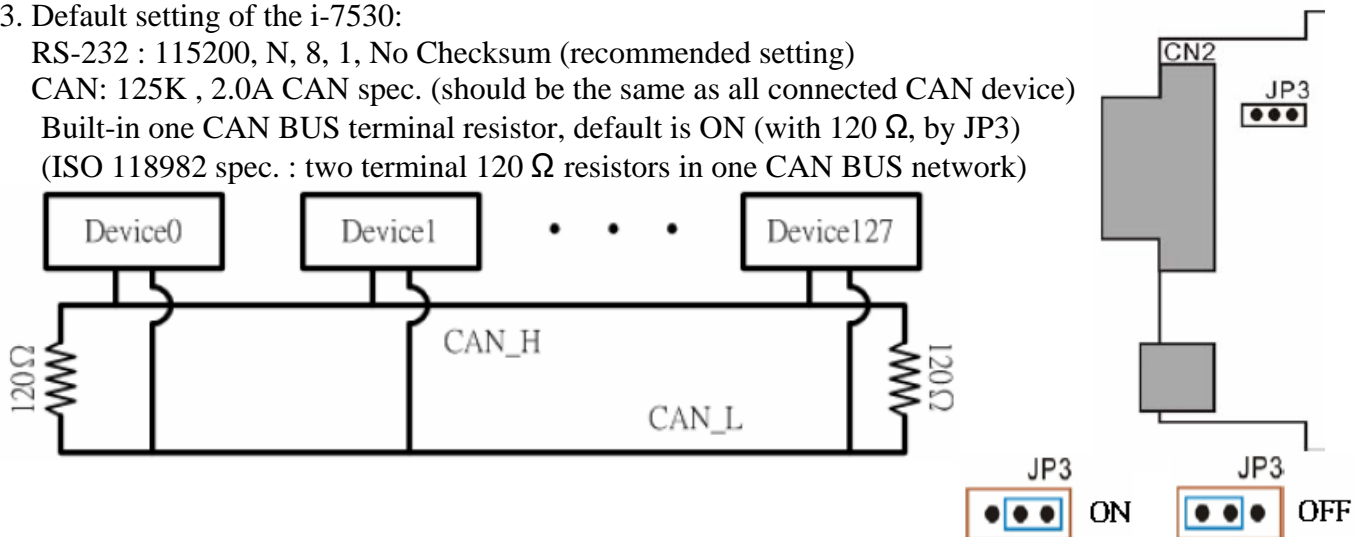 3. Default setting of the i-7530:
RS-232 : 115200, N, 8, 1, No Checksum (recommended setting)
CAN: 125K , 2.0A CAN spec. (should be the same as all connected CAN device)
Built-in one CAN BUS terminal resistor, default is ON (with 120 Ω, by JP3)
(ISO 118982 spec. : two terminal 120 Ω resistors in one CAN BUS network)
CN2
JP3
Device0 Device1 • • • Device127
120Ω CAN_H 120Ω
CAN_L
JP3 JP3
ON OFF